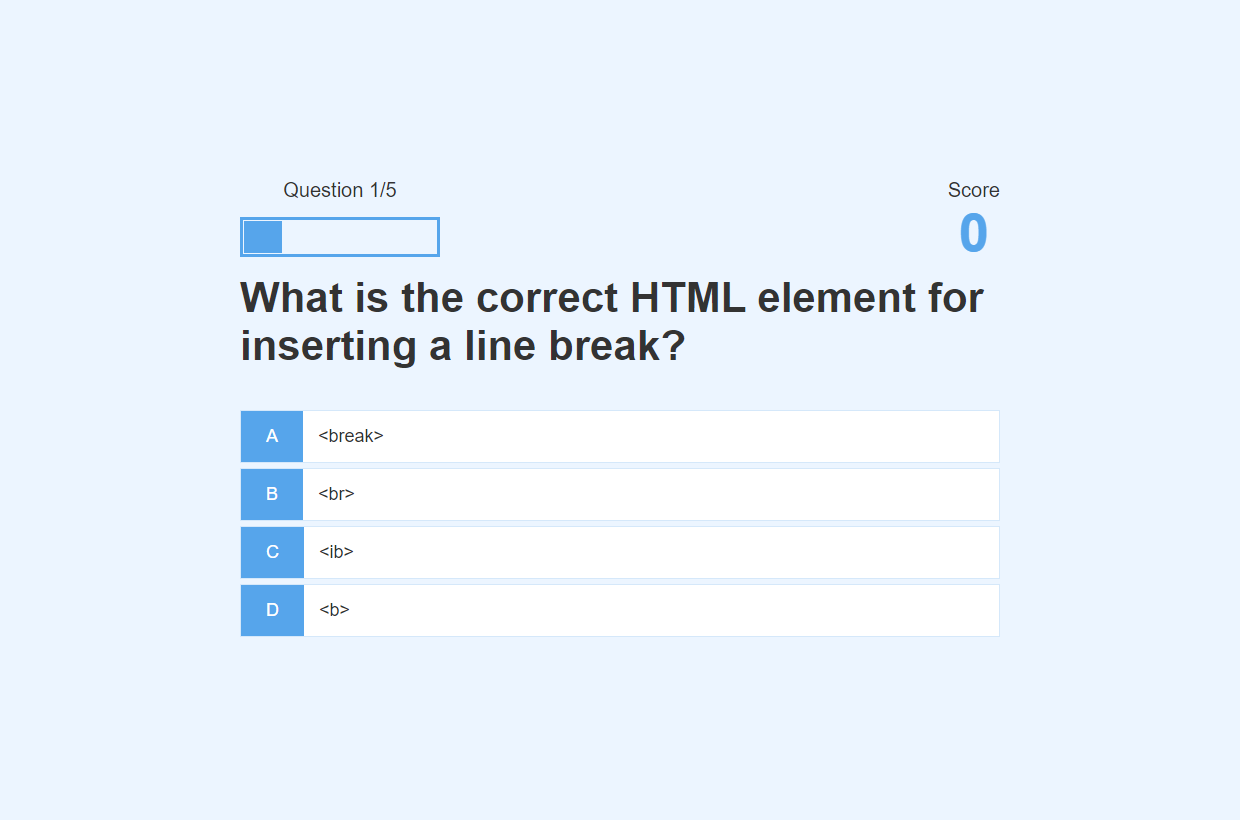 Question 1/5
Score
0
What is the correct HTML element for
inserting a line break?
A <break>
B <br>
C <ib>
D <b>